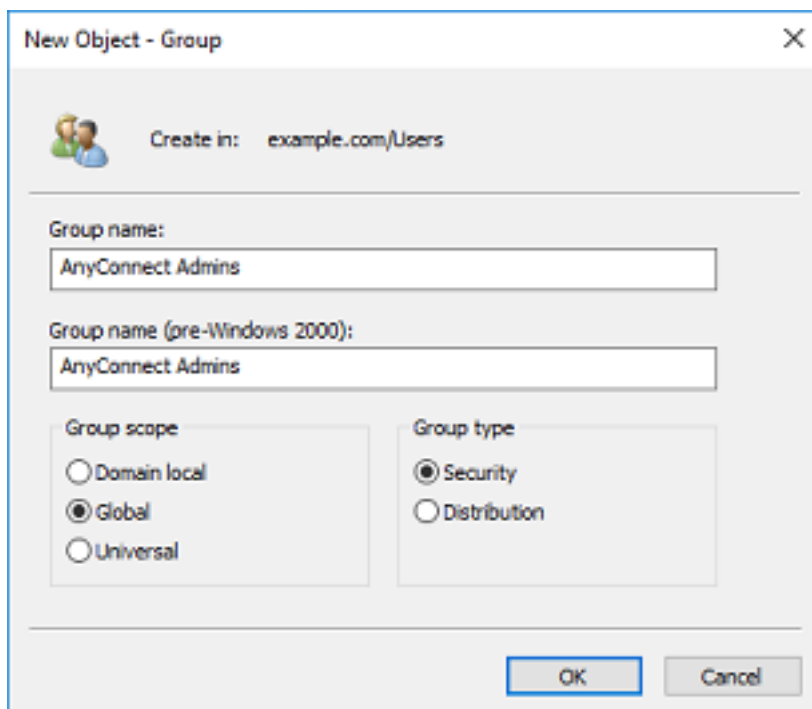 New Object - Group
Create in: example.com/Users
Group name:
AnyConnect Admins
Group name (pre-Windows 2000):
AnyConnect Admins
Group scope
Domain local
Global
Universal
Group type
Security
Distribution
OK
Cancel